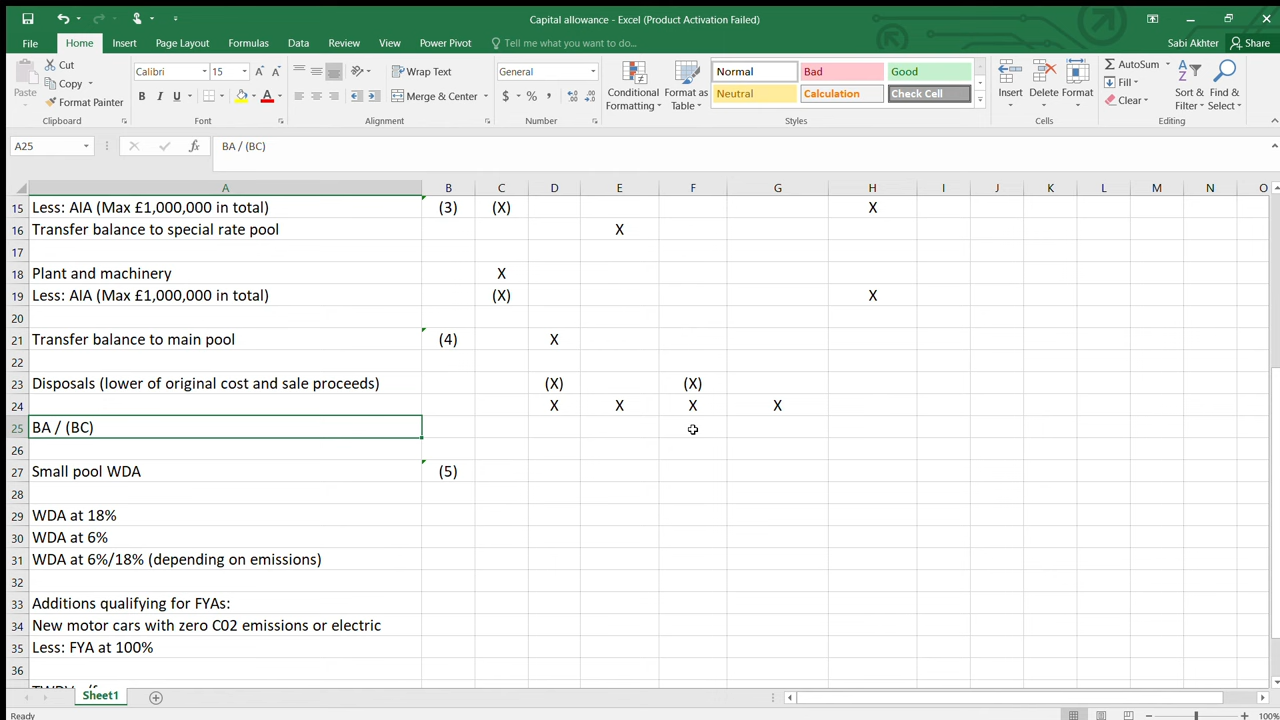 Capital allowance - Excel (Product Activation Failed)
File Home Insert Page Layout Formulas Data Review View Power Pivot Tell me what you want to do... Sabi Akhter Share
Paste Cut Copy Format Painter Clipboard
Calibri 15 A A B I U A Font
Wrap Text Merge & Center Alignment
General $ % , Number
Conditional Formatting Format as Table Normal Bad Good Neutral Calculation Check Cell Styles
Insert Delete Format Cells
AutoSum Fill Clear Sort & Filter Find & Select Editing
A25 fx BA / (BC)
A B C D E F G H I J K L M N O
15 Less: AIA (Max £1,000,000 in total) (3) (X) X
16 Transfer balance to special rate pool X
17
18 Plant and machinery X
19 Less: AIA (Max £1,000,000 in total) (X) X
20
21 Transfer balance to main pool (4) X
22
23 Disposals (lower of original cost and sale proceeds) (X) (X)
24 X X X X
25 BA / (BC)
26
27 Small pool WDA (5)
28
29 WDA at 18%
30 WDA at 6%
31 WDA at 6%/18% (depending on emissions)
32
33 Additions qualifying for FYAs:
34 New motor cars with zero C02 emissions or electric
35 Less: FYA at 100%
36
Sheet1
Ready 100%